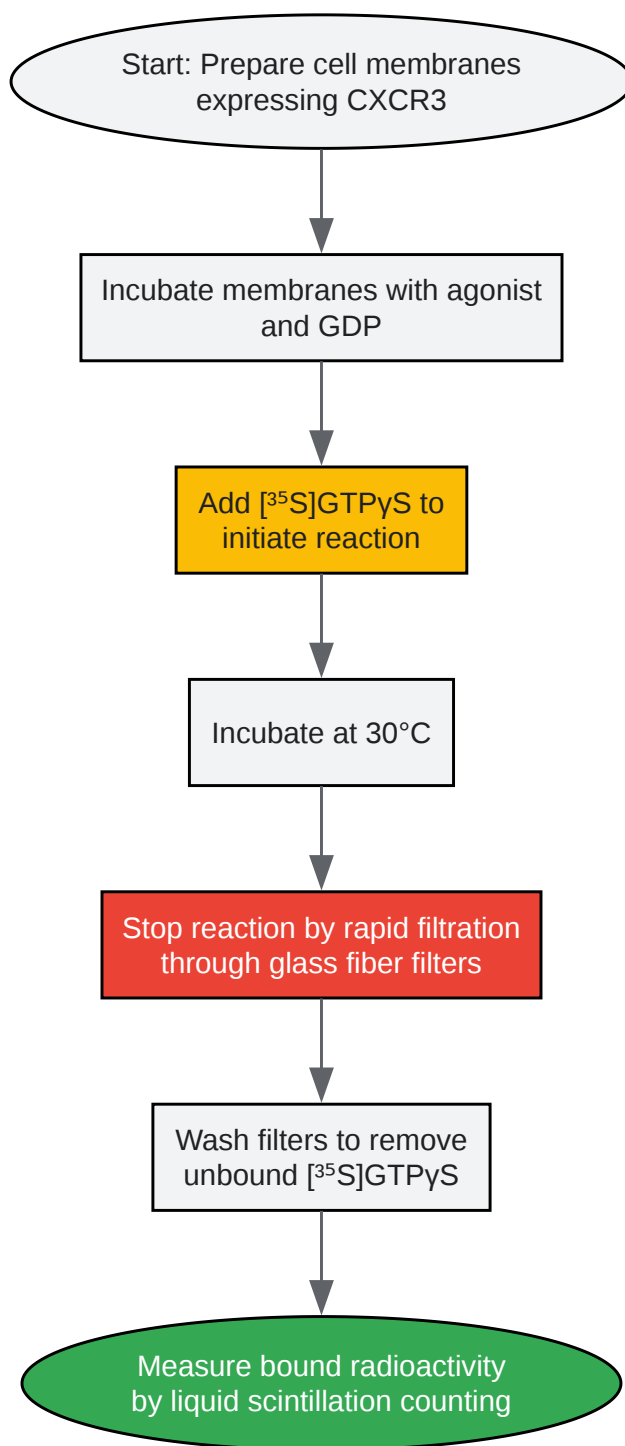 Start: Prepare cell membranes
expressing CXCR3
Incubate membranes with agonist
and GDP
Add [³⁵S]GTPγS to
initiate reaction
Incubate at 30°C
Stop reaction by rapid filtration
through glass fiber filters
Wash filters to remove
unbound [³⁵S]GTPγS
Measure bound radioactivity
by liquid scintillation counting